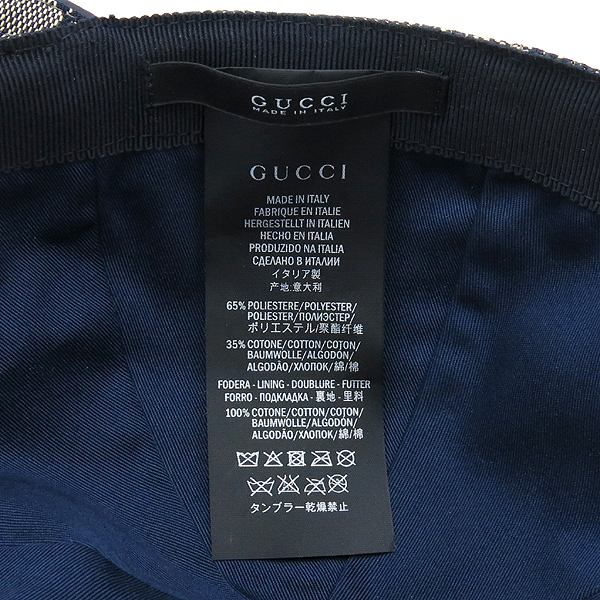 GUCCI
MADE IN ITALY
GUCCI
MADE IN ITALY
FABRIQUE EN ITALIE
HERGESTELLT IN ITALIEN
HECHO EN ITALIA
PRODUZIDO NA ITALIA
СДЕЛАНО В ИТАЛИИ
イタリア製
产地:意大利
65% POLIESTERE/POLYESTER/
POLIESTER/ПОЛИЭСТЕР/
ポリエステル/聚酯纤维
35% COTONE/COTTON/COTON/
BAUMWOLLE/ALGODÓN/
ALGODÃO/ХЛОПОК/綿/棉
FODERA - LINING - DOUBLURE - FUTTER
FORRO - ПОДКЛАДКА - 裏地 - 里料
100% COTONE/COTTON/COTON/
BAUMWOLLE/ALGODÓN/
ALGODÃO/ХЛОПОК/綿/棉
タンブラー乾燥禁止